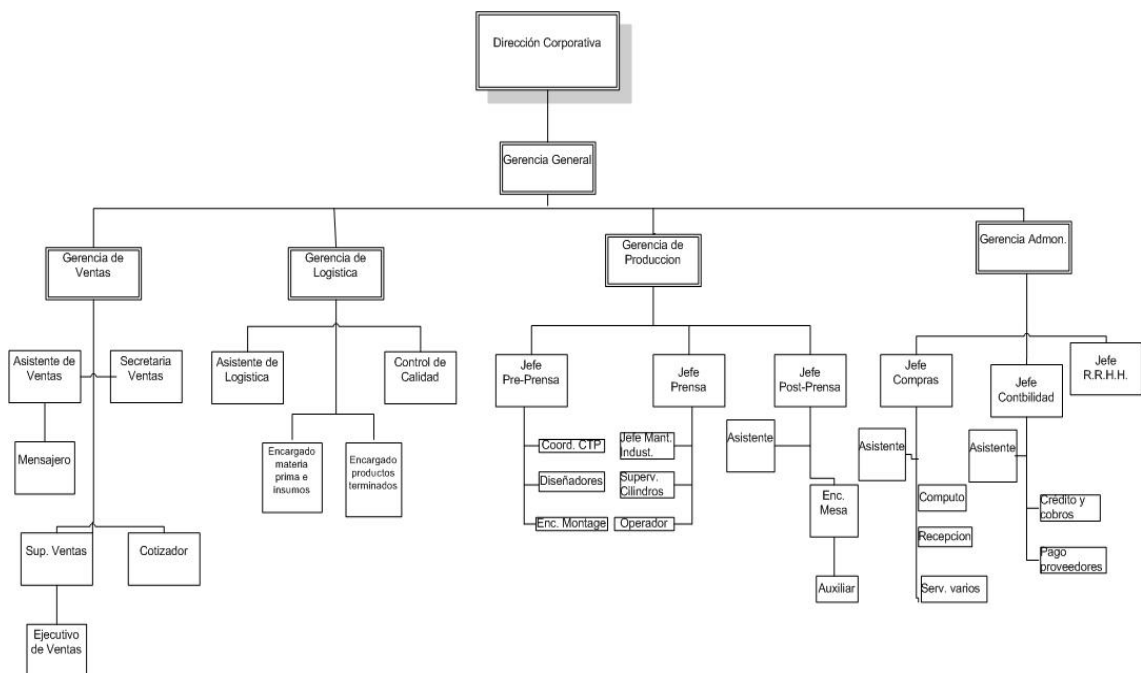 Dirección Corporativa
Gerencia General
Gerencia de
Ventas
Gerencia de
Logistica
Gerencia de
Produccion
Gerencia Admon.
Asistente de
Ventas
Secretaria
Ventas
Mensajero
Sup. Ventas
Cotizador
Ejecutivo
de Ventas
Asistente de
Logistica
Control de
Calidad
Encargado
materia
prima e
insumos
Encargado
productos
terminados
Jefe
Pre-Prensa
Coord. CTP
Diseñadores
Enc. Montage
Jefe
Prensa
Jefe Mant.
Indust.
Superv.
Cilindros
Operador
Jefe
Post-Prensa
Asistente
Enc.
Mesa
Auxiliar
Jefe
Compras
Asistente
Computo
Recepcion
Serv. varios
Jefe
Contbilidad
Asistente
Crédito y
cobros
Pago
proveedores
Jefe
R.R.H.H.